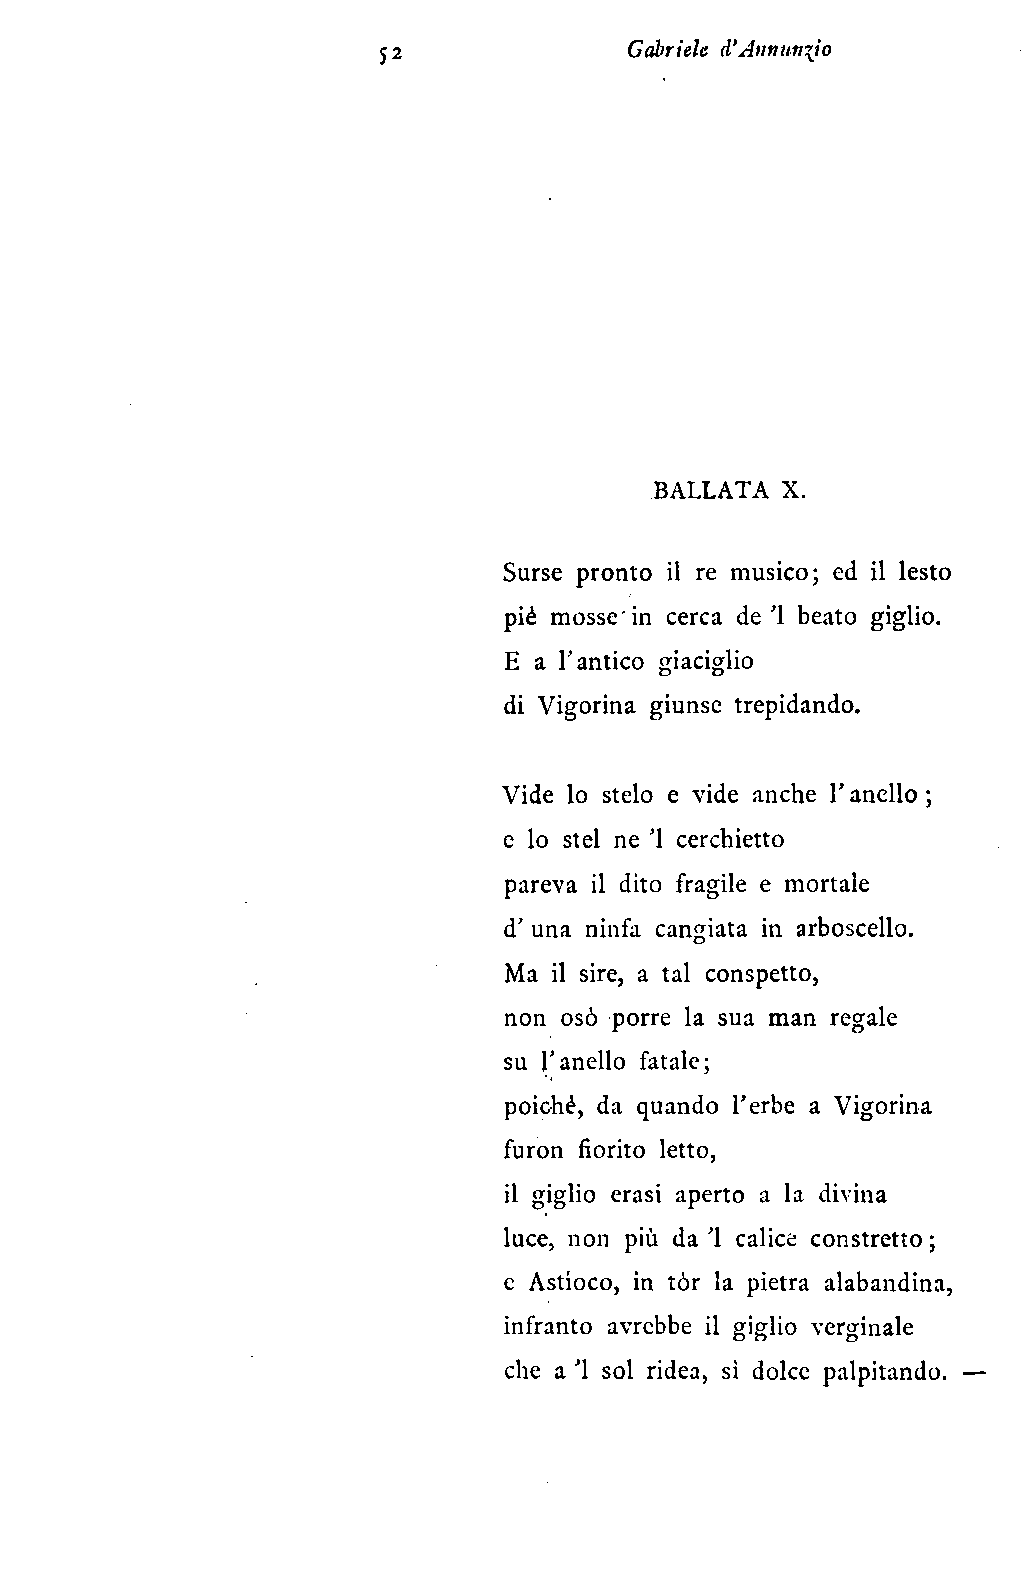 52 Gabriele d'Annunzio
BALLATA X.
Surse pronto il re musico; ed il lesto
piè mosse in cerca de 'l beato giglio.
E a l'antico giaciglio
di Vigorina giunse trepidando.
Vide lo stelo e vide anche l'anello;
e lo stel ne 'l cerchietto
pareva il dito fragile e mortale
d'una ninfa cangiata in arboscello.
Ma il sire, a tal conspetto,
non osò porre la sua man regale
su l'anello fatale;
poichè, da quando l'erbe a Vigorina
furon fiorito letto,
il giglio erasi aperto a la divina
luce, non più da 'l calice constretto;
e Astíoco, in tòr la pietra alabandina,
infranto avrebbe il giglio verginale
che a 'l sol ridea, sì dolce palpitando. —